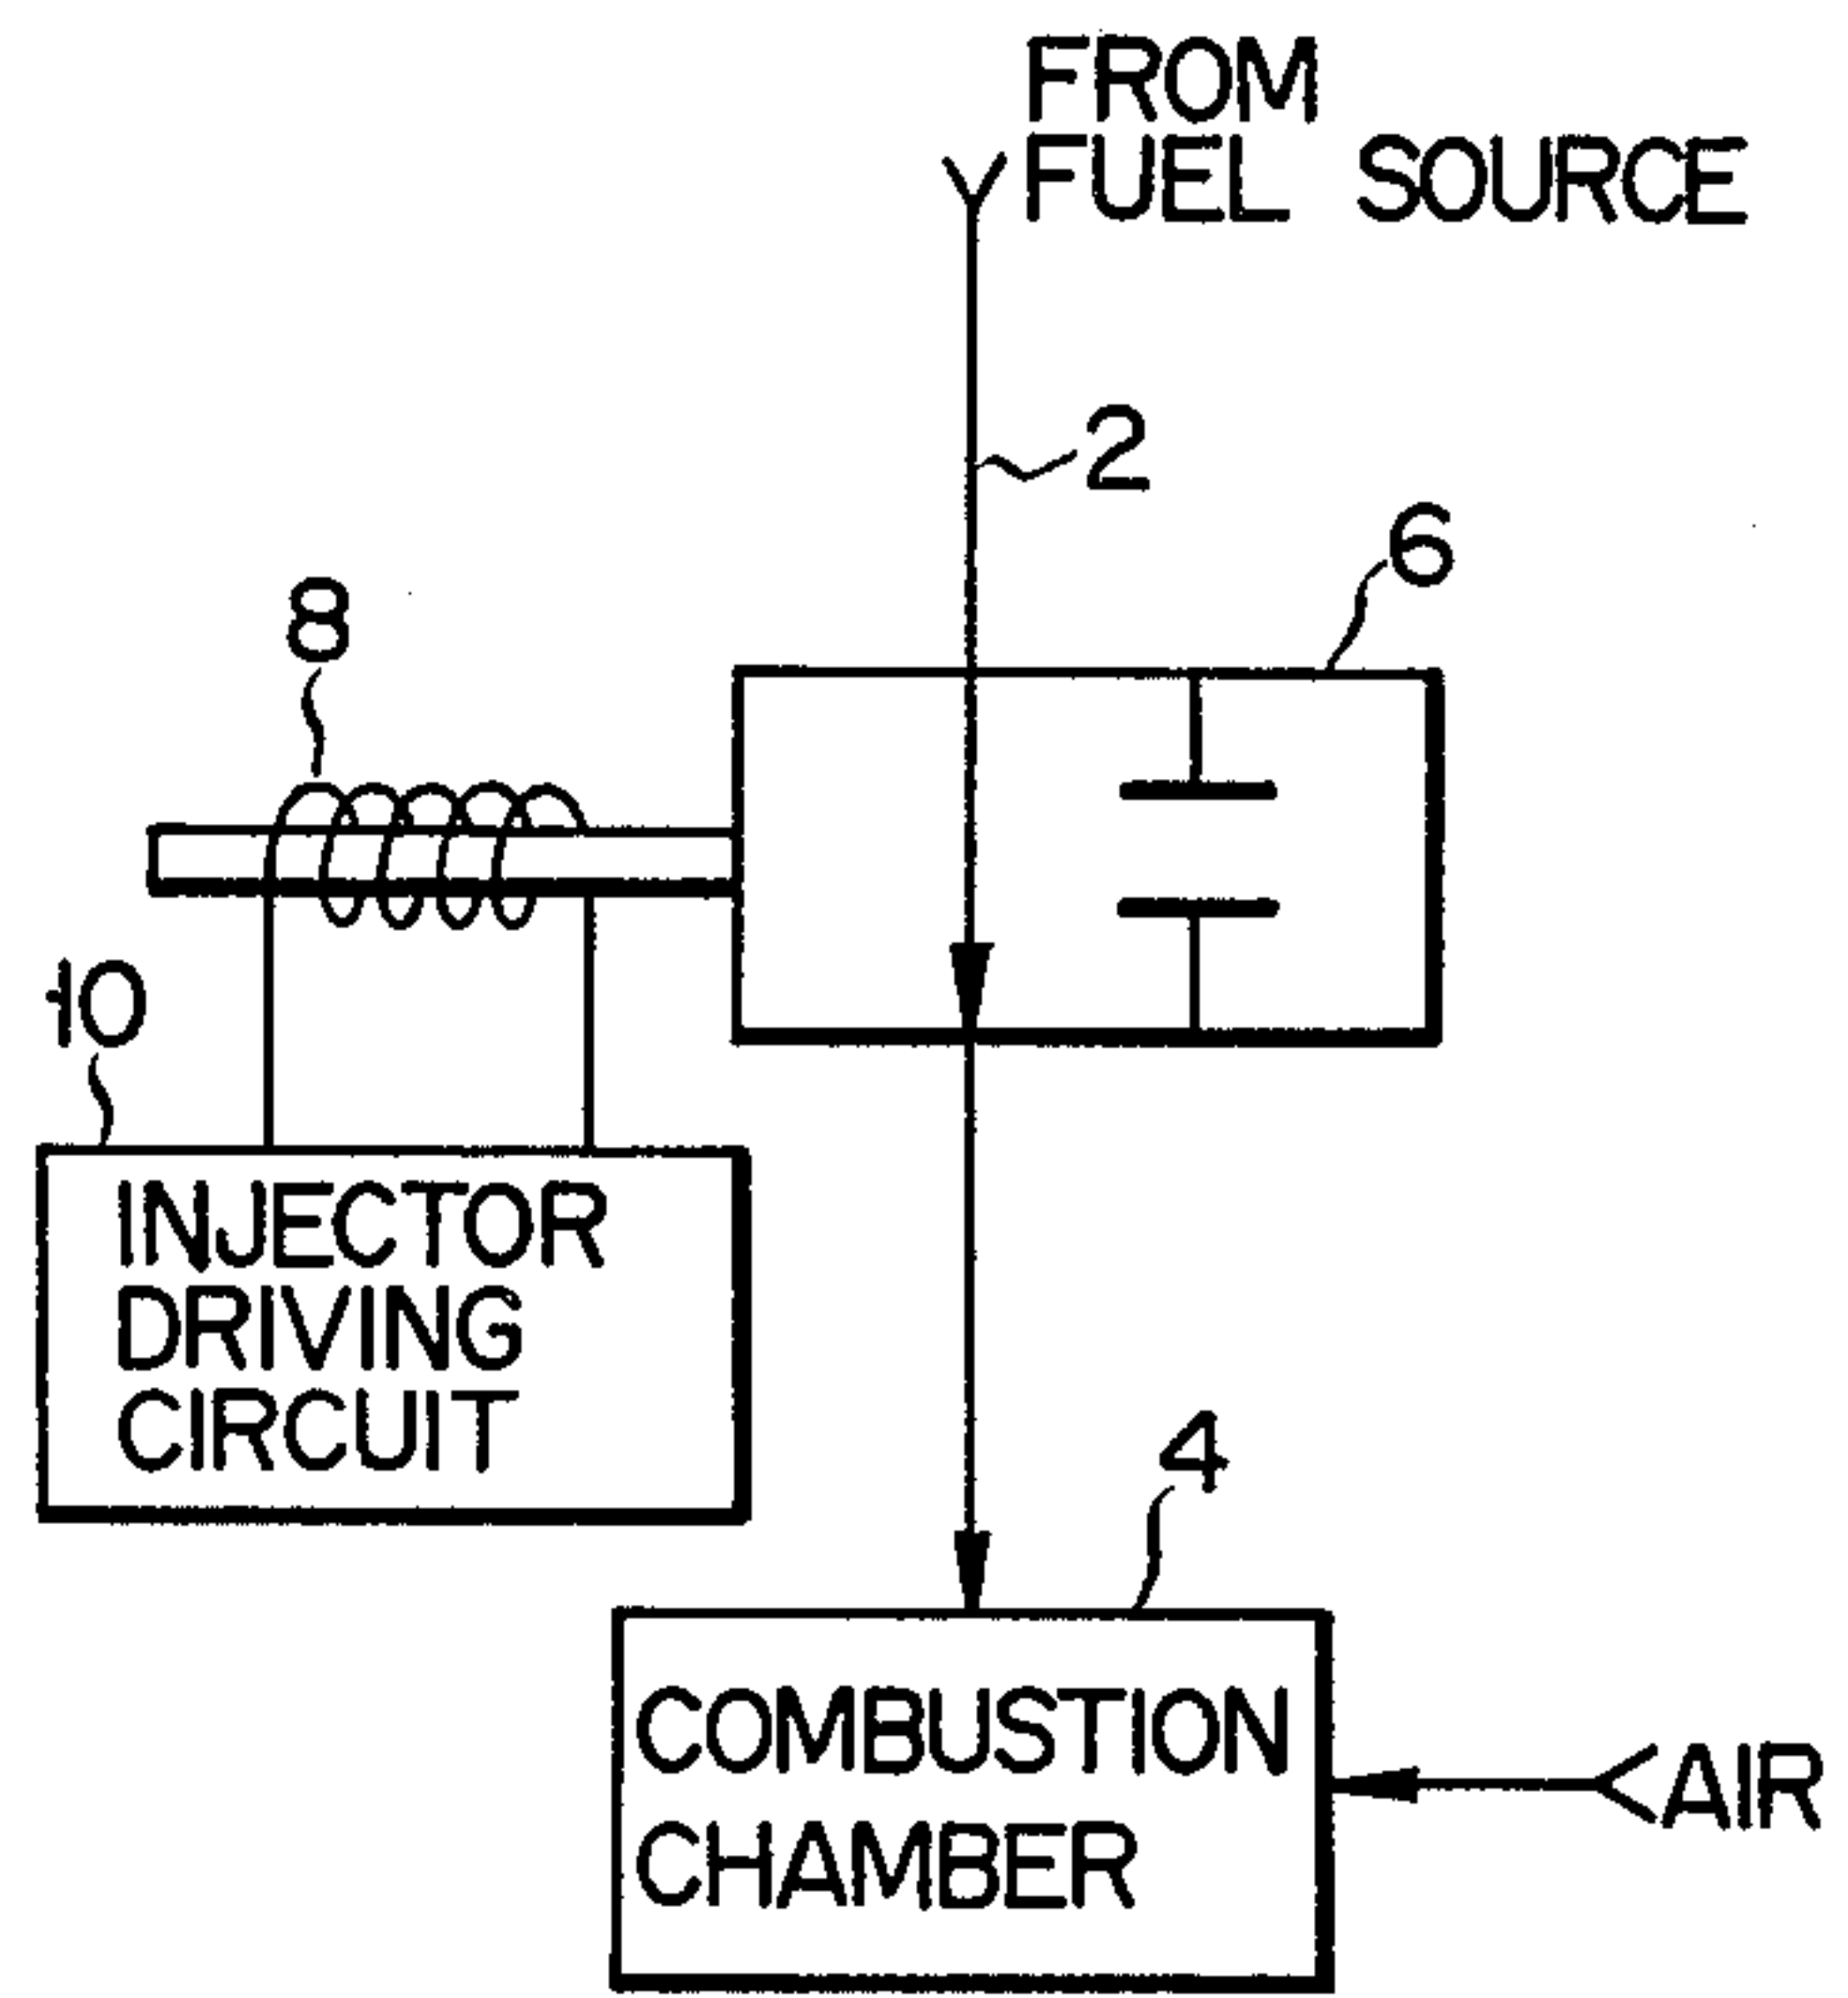 FROM
FUEL SOURCE
2
6
8
10
INJECTOR
DRIVING
CIRCUIT
4
COMBUSTION
CHAMBER
AIR